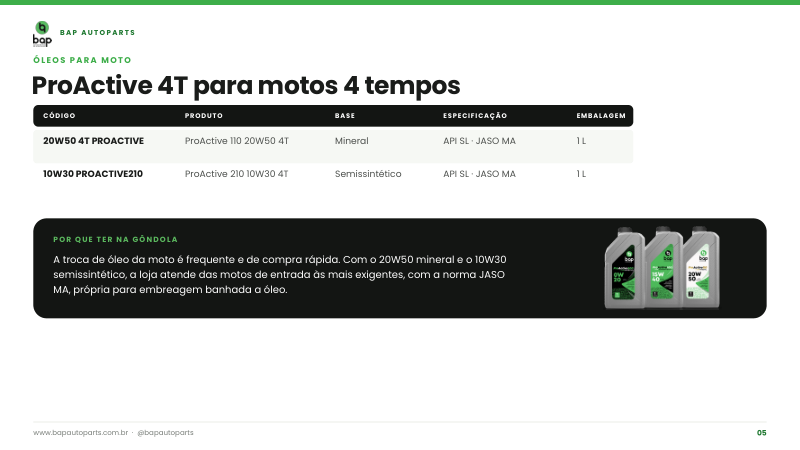 bap
BAP AUTOPARTS
ÓLEOS PARA MOTO
ProActive 4T para motos 4 tempos
CÓDIGO PRODUTO BASE ESPECIFICAÇÃO EMBALAGEM
20W50 4T PROACTIVE ProActive 110 20W50 4T Mineral API SL · JASO MA 1 L
10W30 PROACTIVE210 ProActive 210 10W30 4T Semissintético API SL · JASO MA 1 L
POR QUE TER NA GÔNDOLA
A troca de óleo da moto é frequente e de compra rápida. Com o 20W50 mineral e o 10W30
semissintético, a loja atende das motos de entrada às mais exigentes, com a norma JASO
MA, própria para embreagem banhada a óleo.
bap bap bap
www.bapautoparts.com.br · @bapautoparts
05